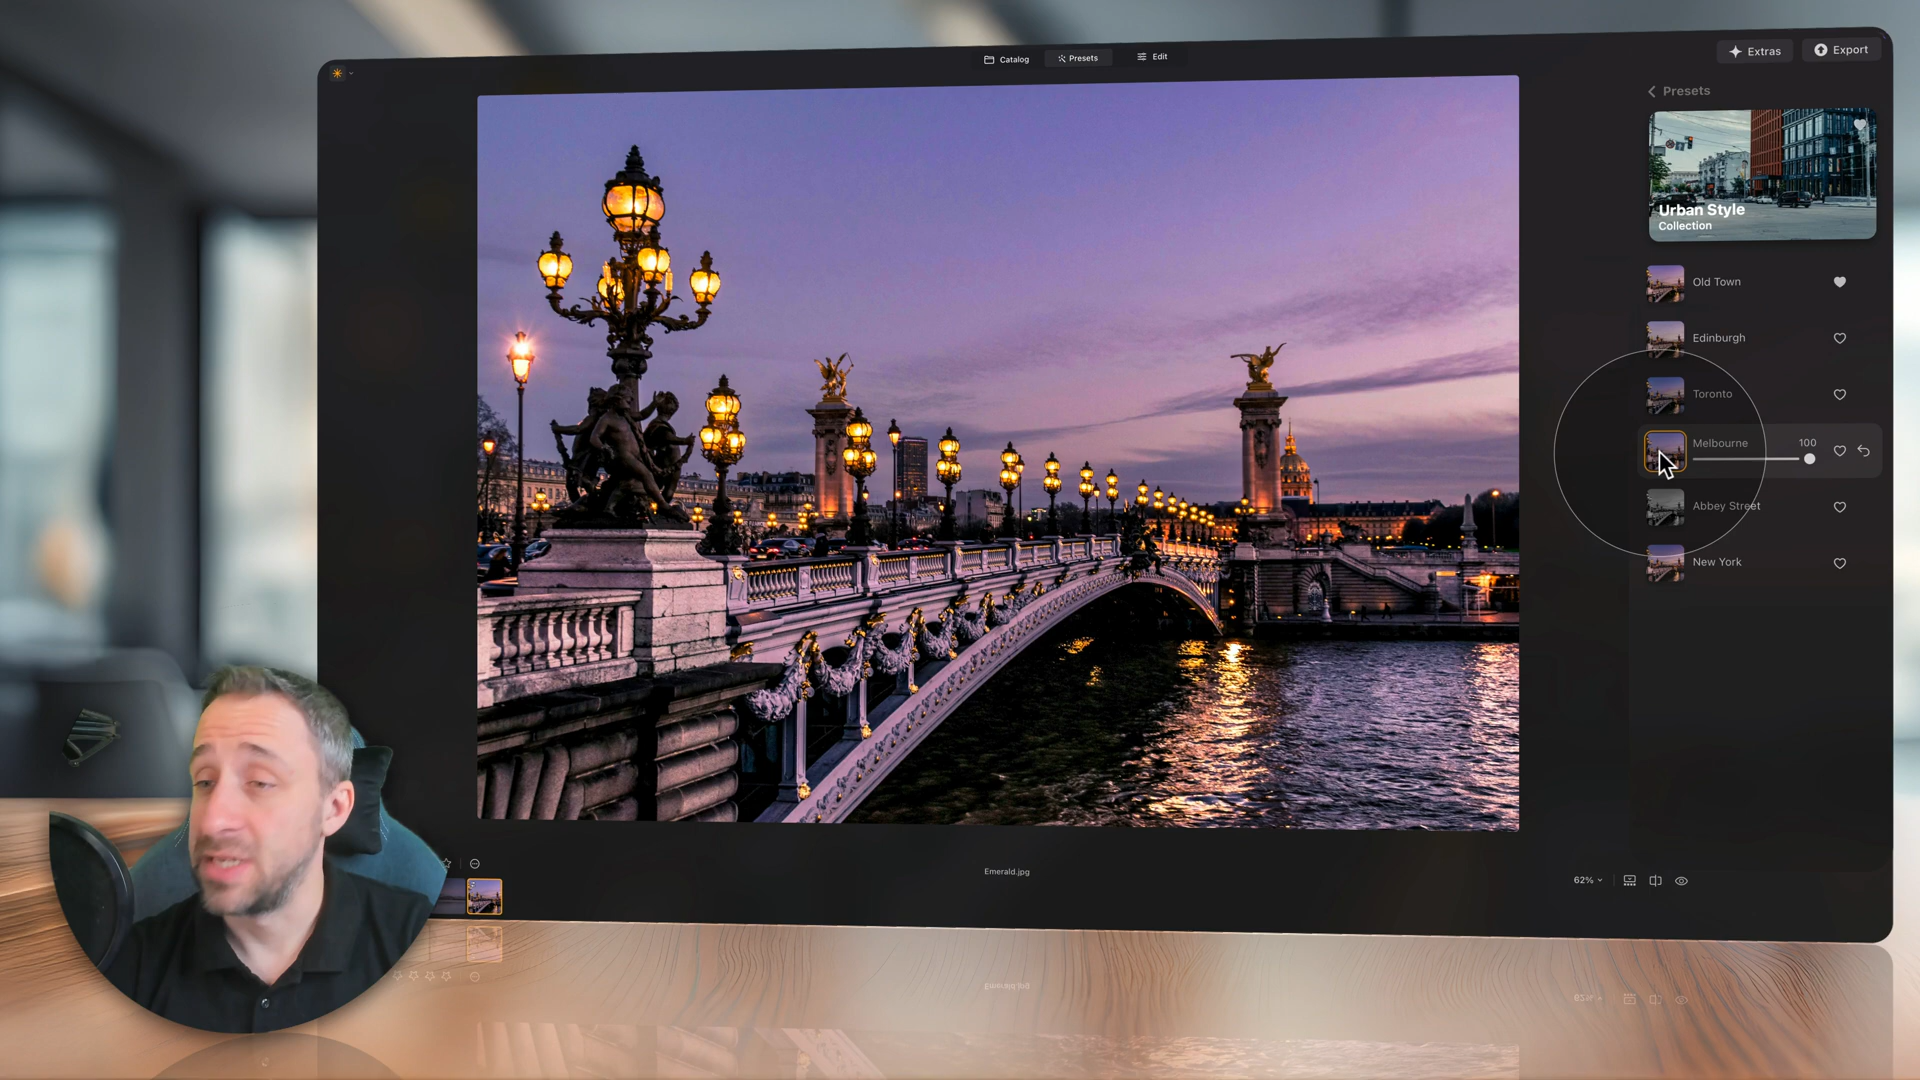 Catalog
Presets
Edit
Extras
Export
Presets
Urban Style
Collection
Old Town
Edinburgh
Toronto
Melbourne
100
Abbey Street
New York
Emerald.jpg
62%